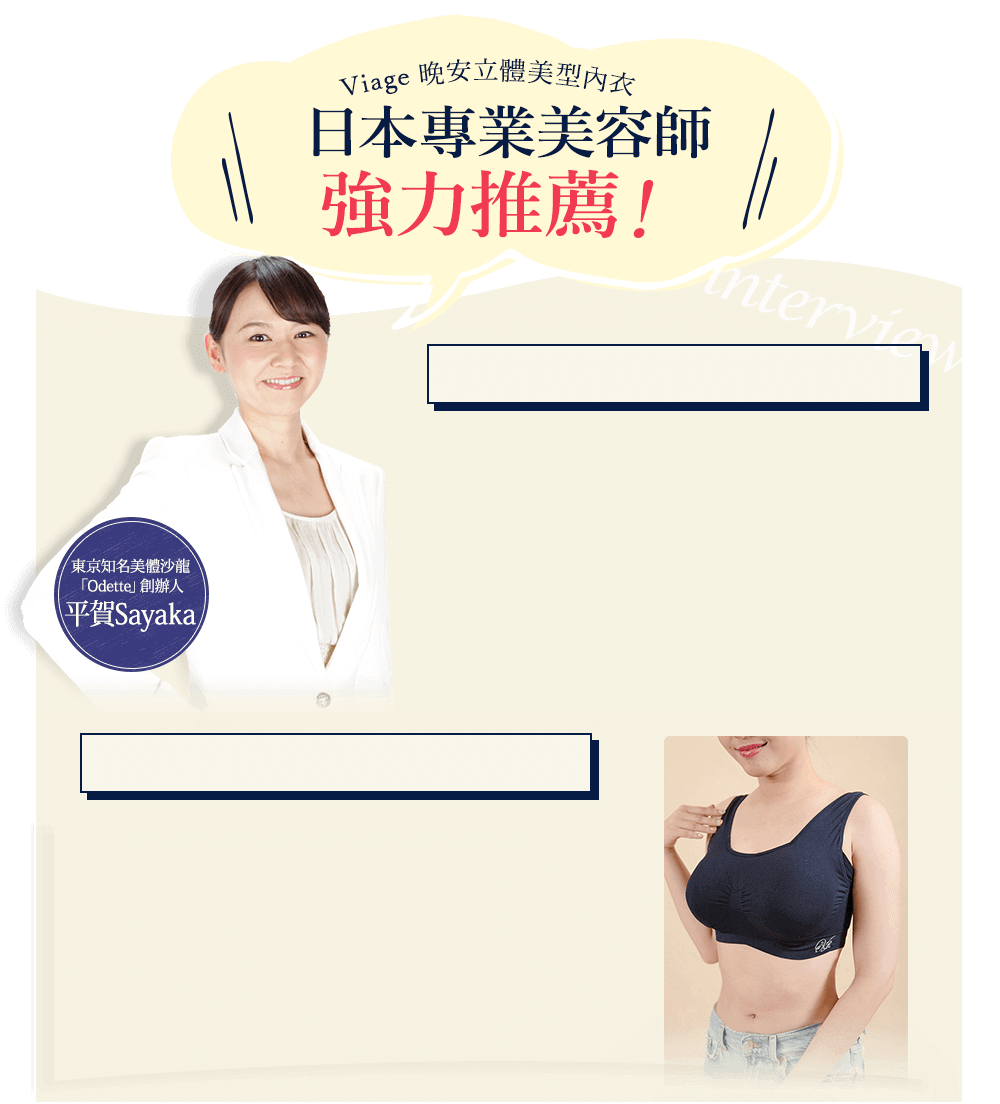 Viage 晚安立體美型內衣
日本專業美容師
強力推薦！
interview
東京知名美體沙龍
「Odette」創辦人
平賀Sayaka